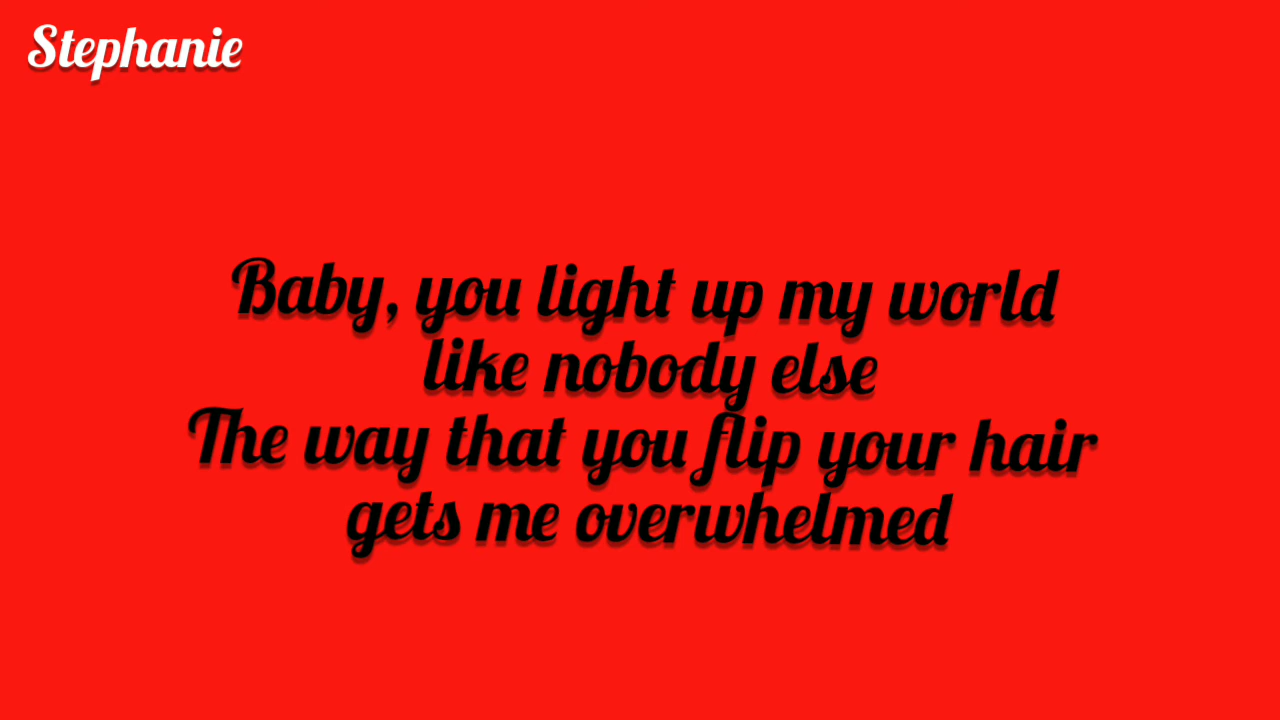 Stephanie
Baby, you light up my world
like nobody else
The way that you flip your hair
gets me overwhelmed